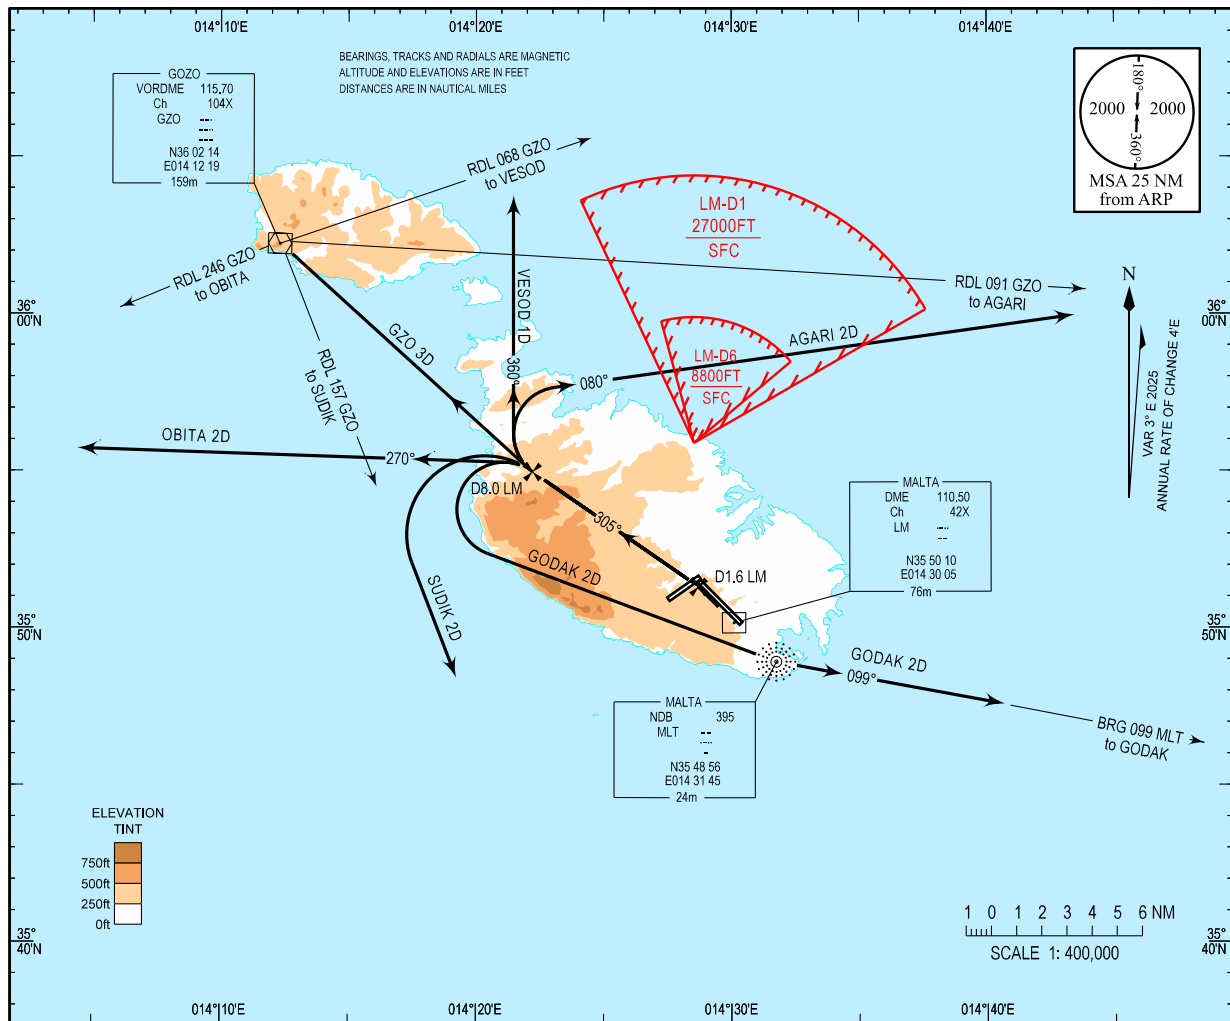 014°10'E
014°20'E
014°30'E
014°40'E
BEARINGS, TRACKS AND RADIALS ARE MAGNETIC
ALTITUDE AND ELEVATIONS ARE IN FEET
DISTANCES ARE IN NAUTICAL MILES
GOZO
VORDME 115.70
Ch 104X
GZO
N36 02 14
E014 12 19
159m
180°
2000 2000
360°
MSA 25 NM
from ARP
RDL 068 GZO
to VESOD
LM-D1
27000FT
SFC
RDL 246 GZO
to OBITA
RDL 091 GZO
to AGARI
N
VAR 3° E 2025
ANNUAL RATE OF CHANGE 4'E
36°
00'N
36°
00'N
VESOD 1D
360°
GZO 3D
RDL 157 GZO
to SUDIK
AGARI 2D
080°
LM-D6
8800FT
SFC
OBITA 2D
270°
D8.0 LM
305°
MALTA
DME 110.50
Ch 42X
LM
N35 50 10
E014 30 05
76m
GODAK 2D
D1.6 LM
SUDIK 2D
35°
50'N
35°
50'N
GODAK 2D
099°
MALTA
NDB 395
MLT
N35 48 56
E014 31 45
24m
BRG 099 MLT
to GODAK
ELEVATION
TINT
750ft
500ft
250ft
0ft
1 0 1 2 3 4 5 6 NM
SCALE 1: 400,000
35°
40'N
35°
40'N
014°10'E
014°20'E
014°30'E
014°40'E